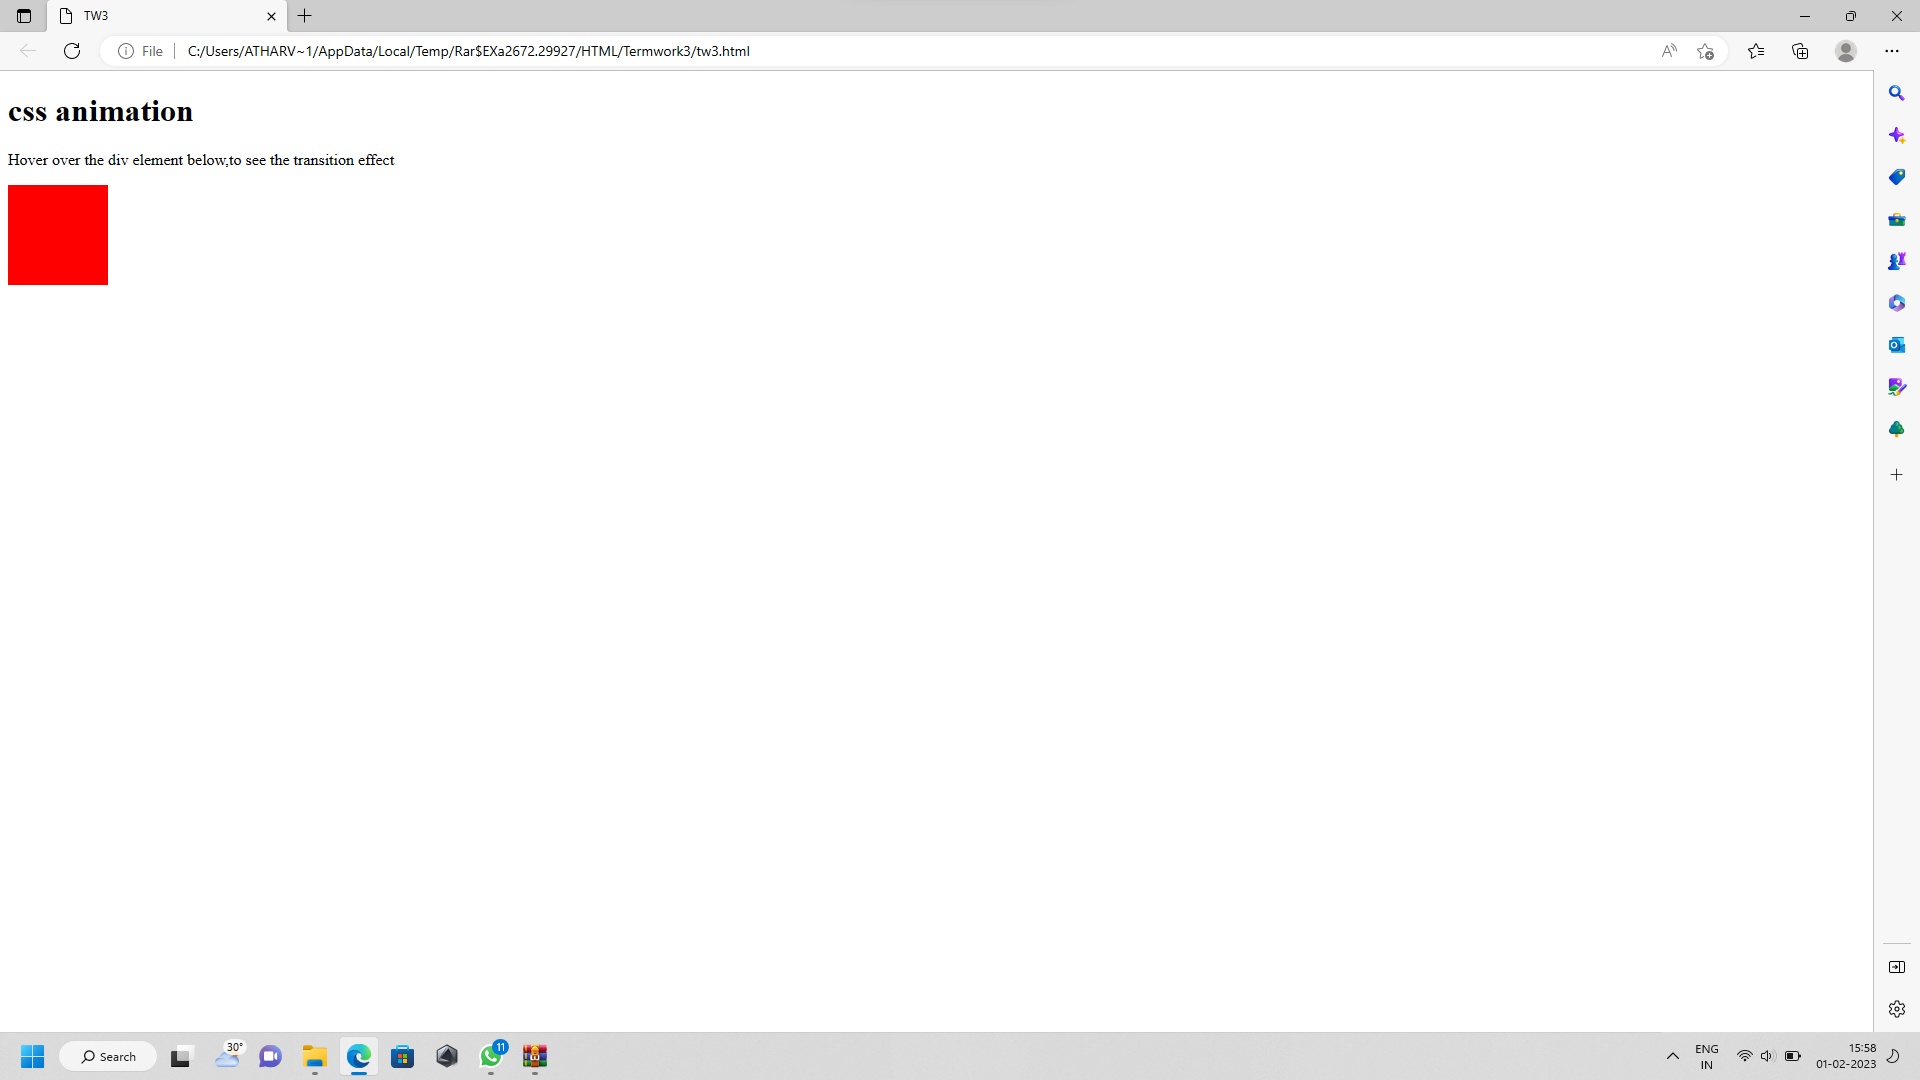 TW3
File
C:/Users/ATHARV~1/AppData/Local/Temp/Rar$EXa2672.29927/HTML/Termwork3/tw3.html
css animation
Hover over the div element below,to see the transition effect
Search
30°
11
ENG
IN
15:58
01-02-2023